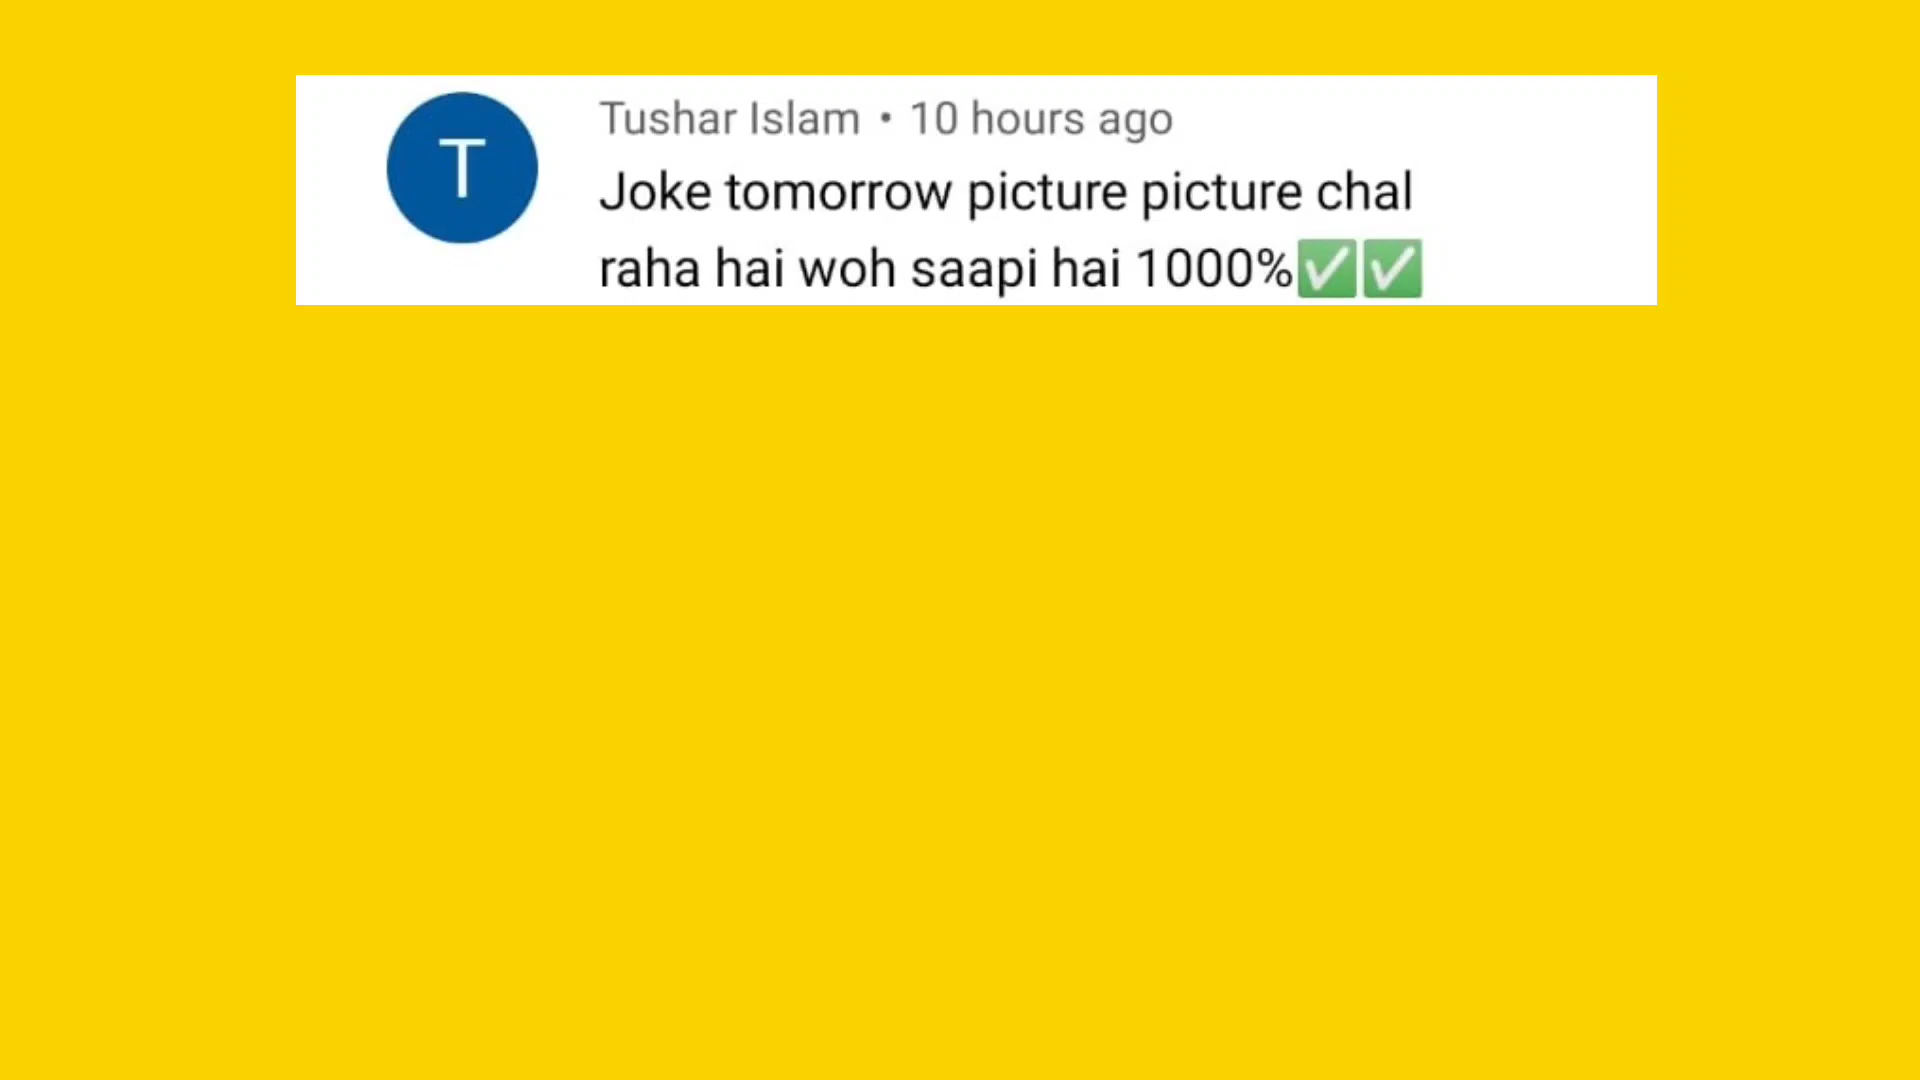 T
Tushar Islam • 10 hours ago
Joke tomorrow picture picture chal
raha hai woh saapi hai 1000%✅✅